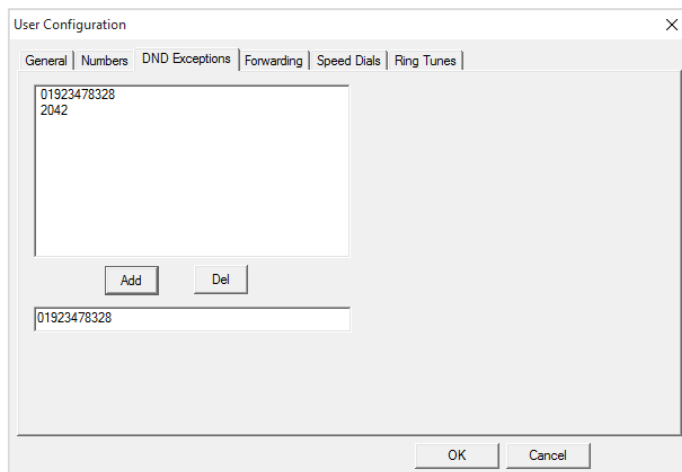 User Configuration
General Numbers DND Exceptions Forwarding Speed Dials Ring Tunes
01923478328
2042
Add Del
01923478328
OK Cancel